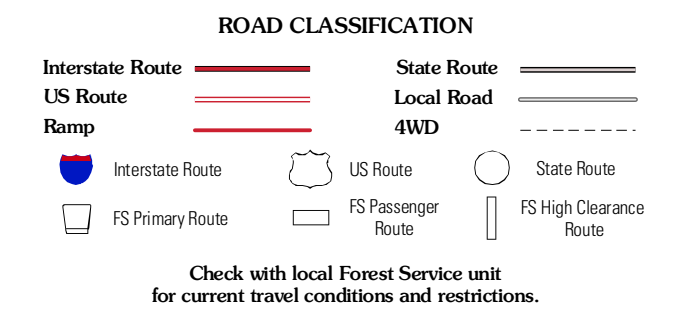 ROAD CLASSIFICATION
Interstate Route
State Route
US Route
Local Road
Ramp
4WD
Interstate Route
US Route
State Route
FS Primary Route
FS Passenger
Route
FS High Clearance
Route
Check with local Forest Service unit
for current travel conditions and restrictions.